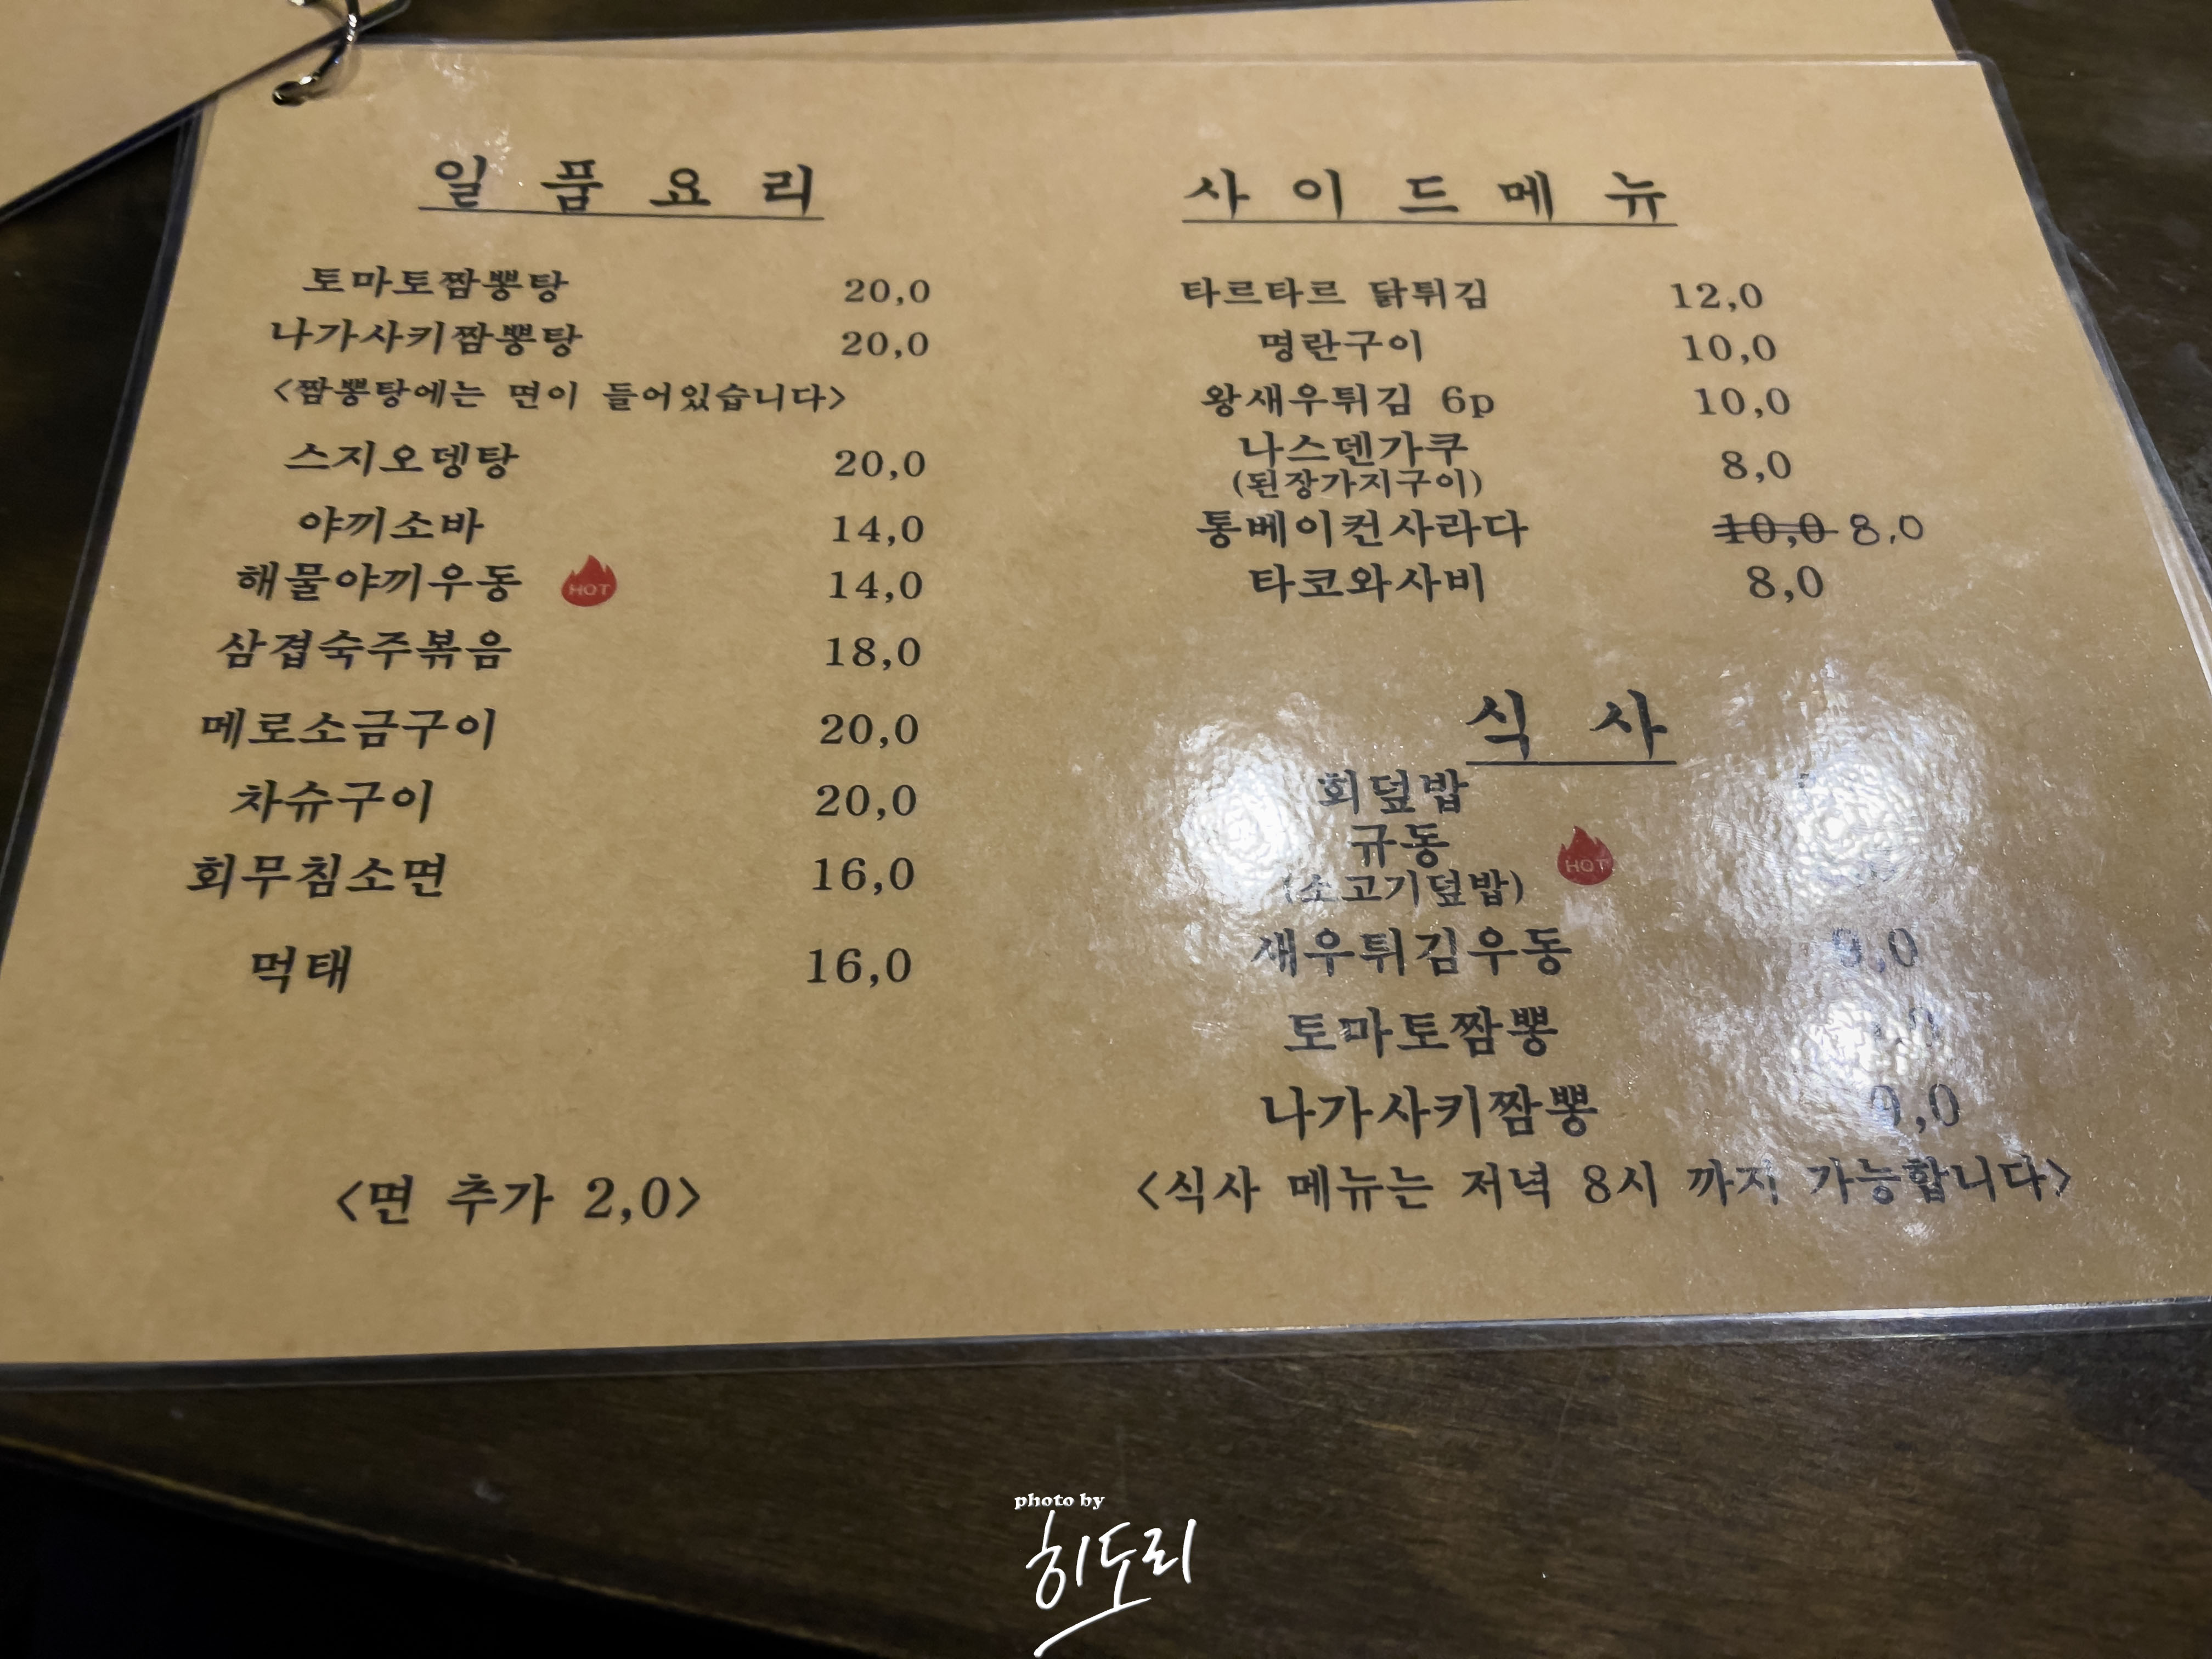 일품요리
토마토짬뽕탕 20,0
나가사키짬뽕탕 20,0
<짬뽕탕에는 면이 들어있습니다>
스지오뎅탕 20,0
야끼소바 14,0
해물야끼우동 HOT 14,0
삼겹숙주볶음 18,0
메로소금구이 20,0
차슈구이 20,0
회무침소면 16,0
먹태 16,0
<면 추가 2,0>
사이드메뉴
타르타르 닭튀김 12,0
명란구이 10,0
왕새우튀김 6p 10,0
나스덴가쿠 8,0
(된장가지구이)
통베이컨사라다 10,0 8.0
타코와사비 8,0
식 사
회덮밥
규동
(소고기덮밥) HOT
새우튀김우동 9,0
토마토짬뽕
나가사키짬뽕 9,0
<식사 메뉴는 저녁 8시 까지 가능합니다>
photo by
히도리